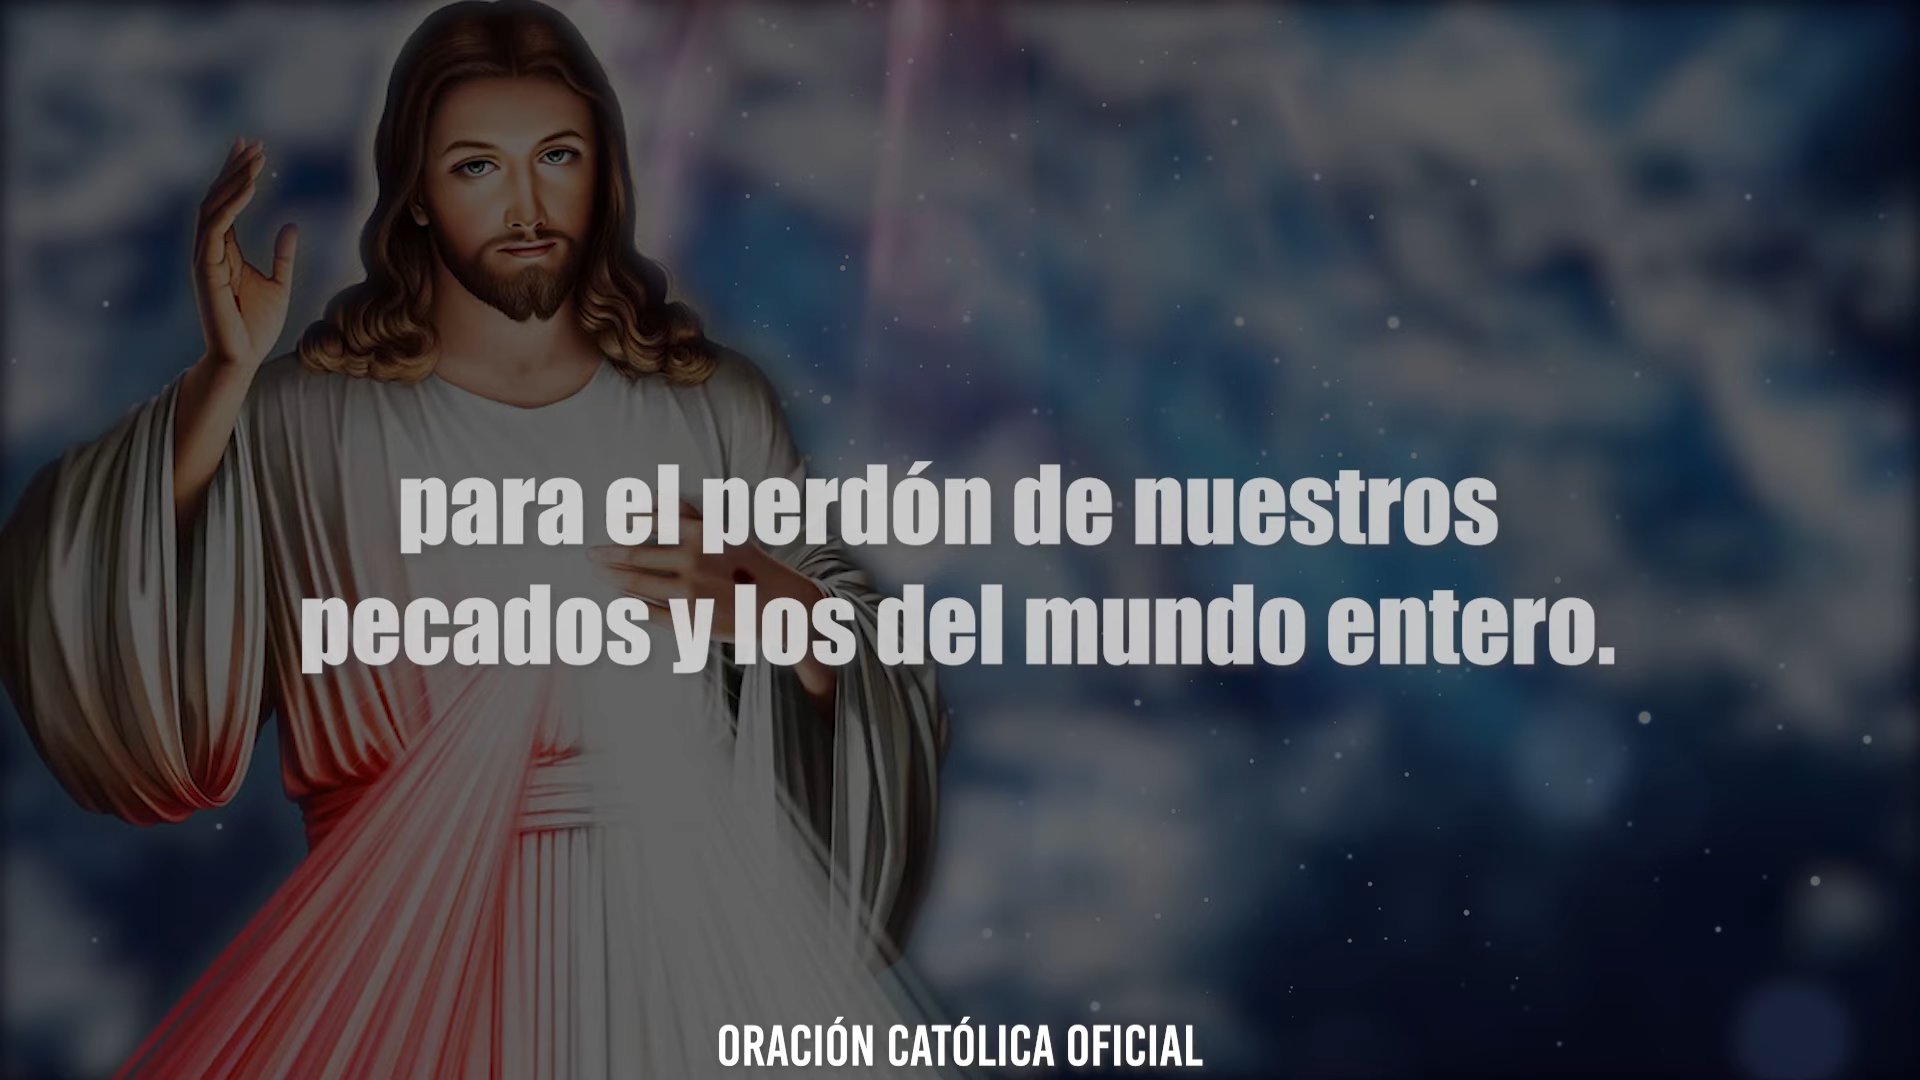 para el perdón de nuestros
pecados y los del mundo entero.
ORACIÓN CATÓLICA OFICIAL